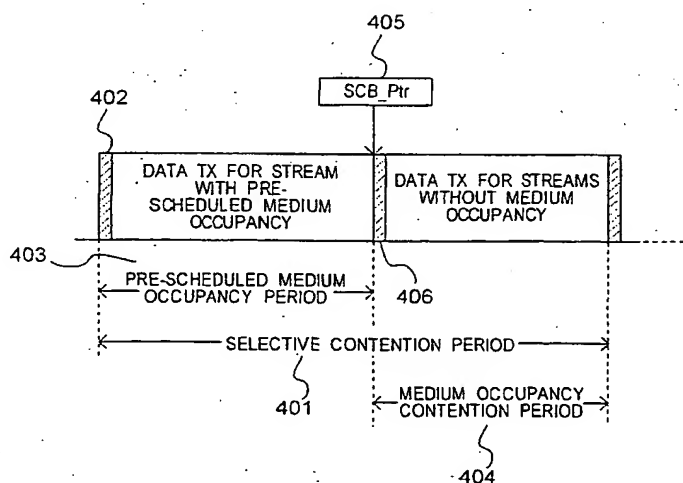 405
SCB_Ptr
402
DATA TX FOR STREAM
WITH PRE-
SCHEDULED MEDIUM
OCCUPANCY
DATA TX FOR STREAMS
WITHOUT MEDIUM
OCCUPANCY
403
406
PRE-SCHEDULED MEDIUM
OCCUPANCY PERIOD
SELECTIVE CONTENTION PERIOD
401
MEDIUM OCCUPANCY
CONTENTION PERIOD
404